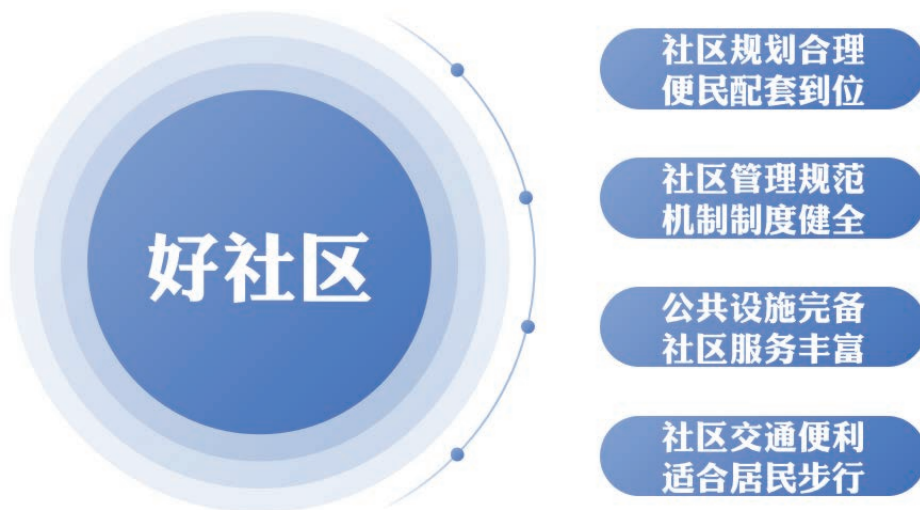 好社区
社区规划合理
便民配套到位
社区管理规范
机制制度健全
公共设施完备
社区服务丰富
社区交通便利
适合居民步行